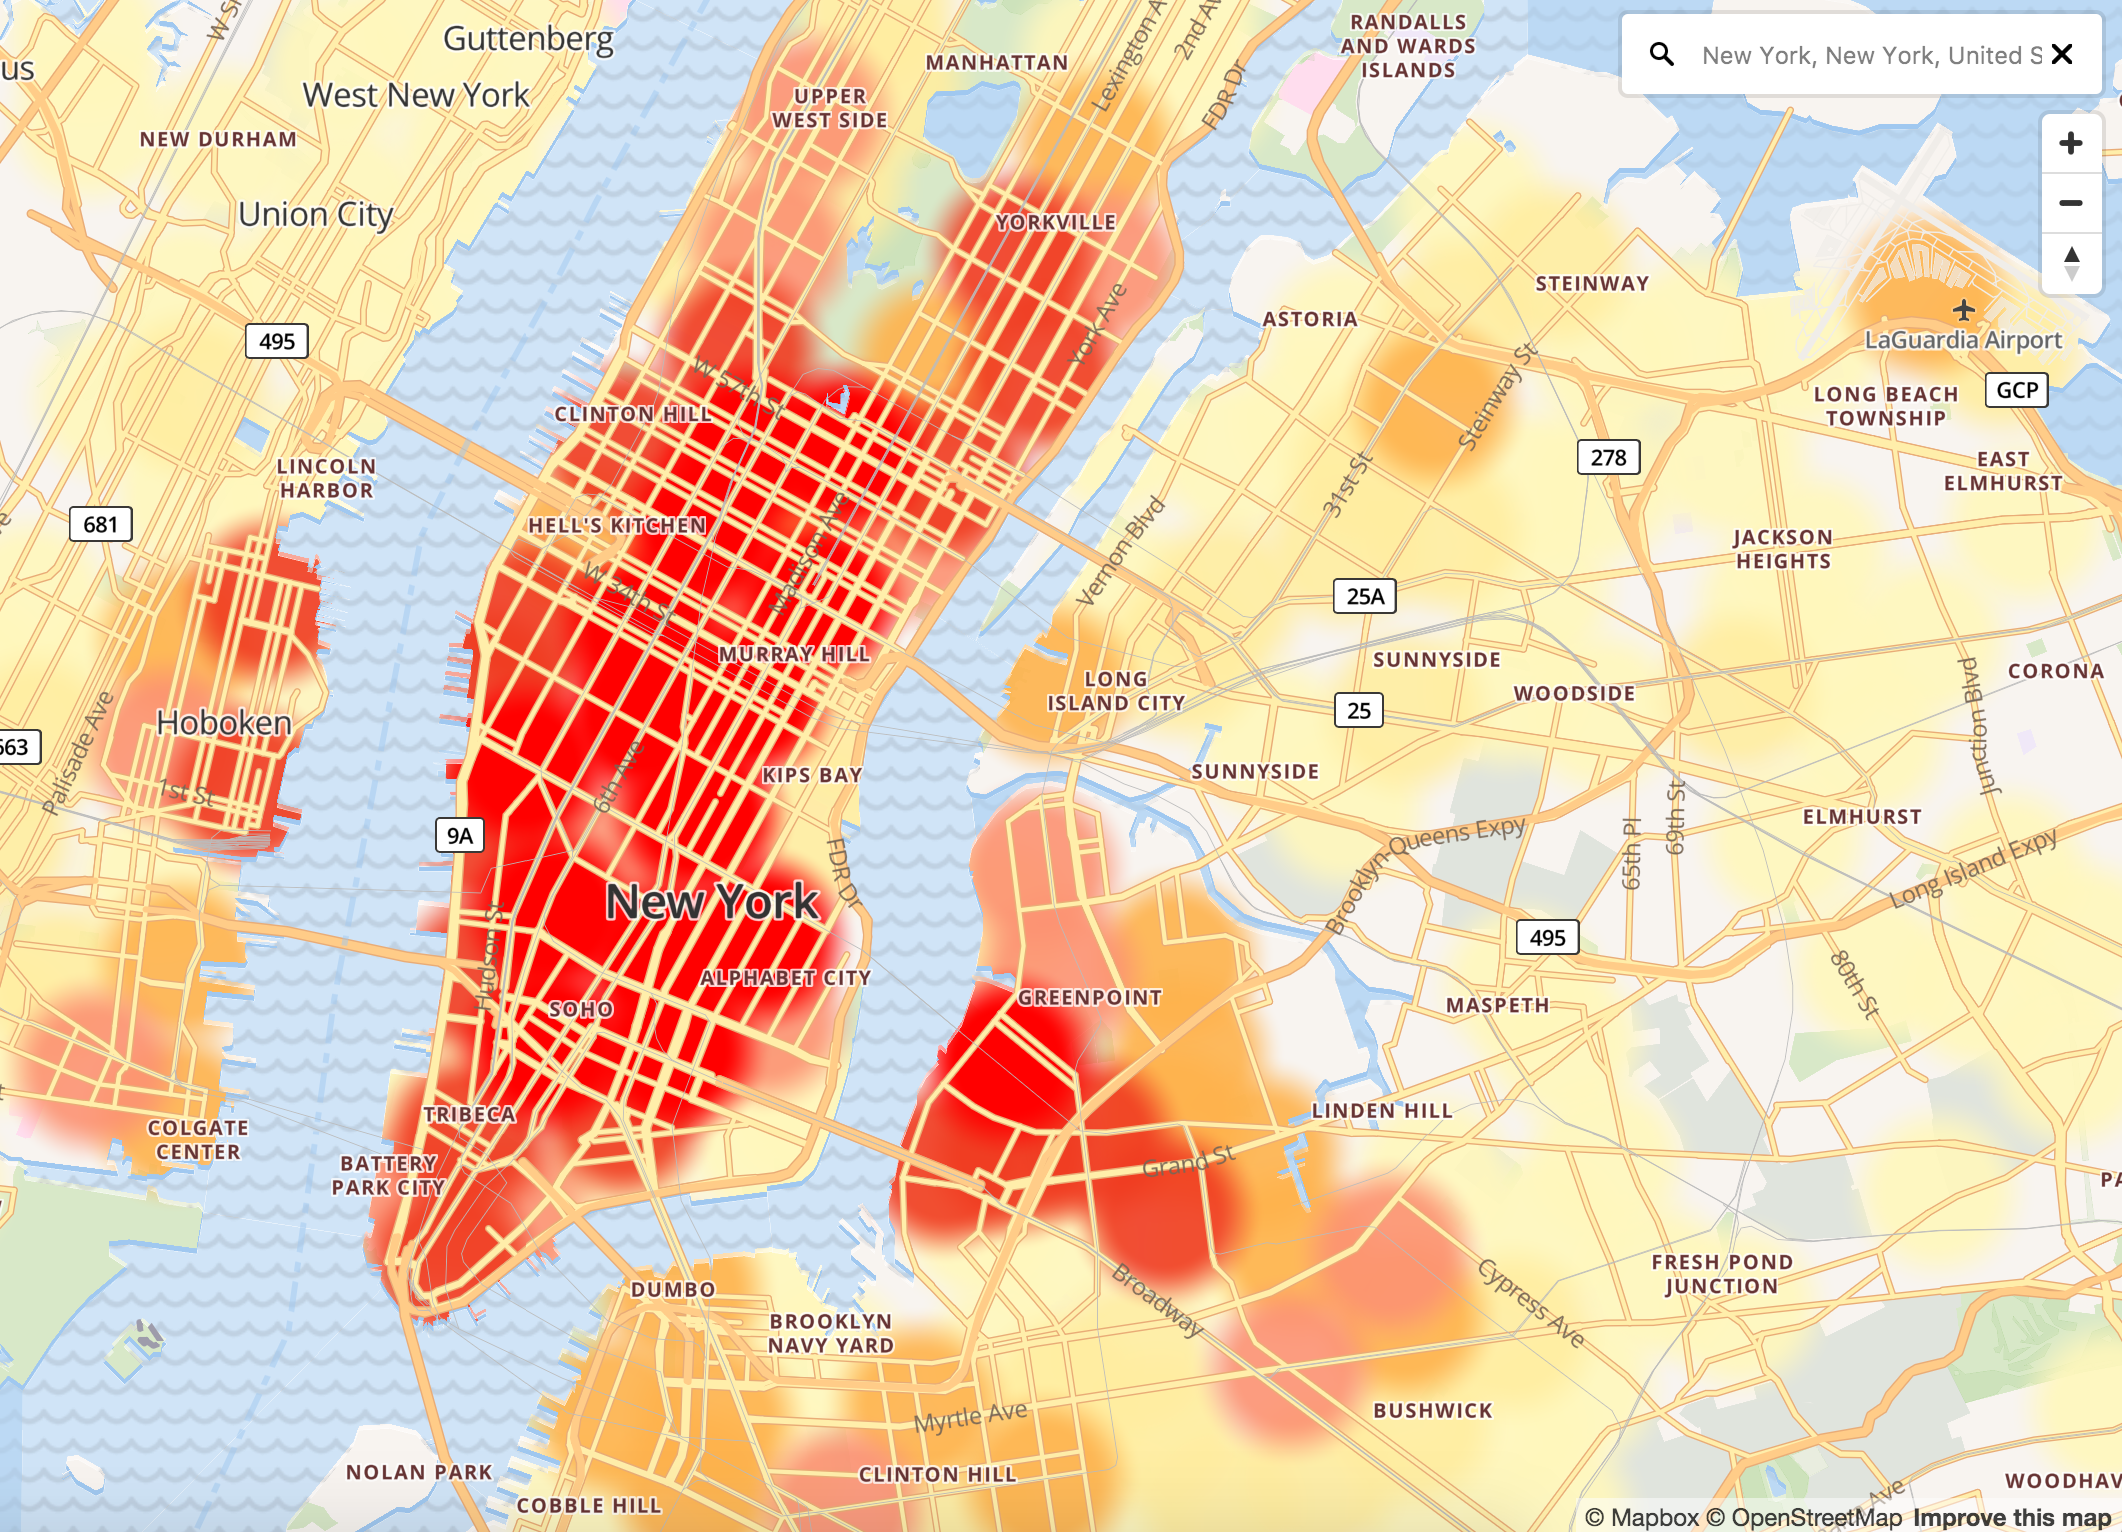 Guttenberg
West New York
NEW DURHAM
Union City
MANHATTAN
UPPER
WEST SIDE
Lexington A
2nd Av
FDR Dr
RANDALLS
AND WARDS
ISLANDS
New York, New York, United S
YORKVILLE
York Ave
STEINWAY
ASTORIA
Steinway St
31st St
LaGuardia Airport
GCP
LONG BEACH
TOWNSHIP
EAST
ELMHURST
278
495
W 57th St
CLINTON HILL
LINCOLN
HARBOR
681
HELL'S KITCHEN
W 34th S
Madison Ave
Vernon Blvd
JACKSON
HEIGHTS
25A
MURRAY HILL
LONG
ISLAND CITY
SUNNYSIDE
WOODSIDE
25
CORONA
Junction Blvd
Hoboken
Palisade Ave
1st St
563
6th Ave
KIPS BAY
SUNNYSIDE
9A
FDR Dr
Brooklyn-Queens Expy
65th Pl
69th St
ELMHURST
Long Island Expy
New York
Hudson St
ALPHABET CITY
SOHO
GREENPOINT
495
80th St
MASPETH
TRIBECA
COLGATE
CENTER
BATTERY
PARK CITY
LINDEN HILL
Grand St
Broadway
Cypress Ave
FRESH POND
JUNCTION
DUMBO
BROOKLYN
NAVY YARD
Myrtle Ave
BUSHWICK
NOLAN PARK
CLINTON HILL
COBBLE HILL
WOODHAV
Ave
© Mapbox © OpenStreetMap Improve this map